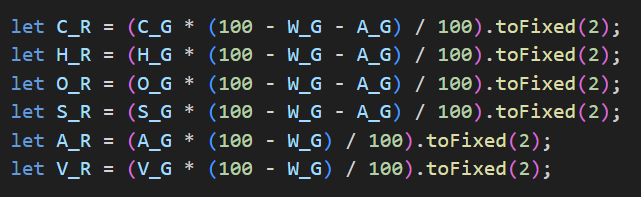 let C_R = (C_G * (100 - W_G - A_G) / 100).toFixed(2);
let H_R = (H_G * (100 - W_G - A_G) / 100).toFixed(2);
let O_R = (O_G * (100 - W_G - A_G) / 100).toFixed(2);
let S_R = (S_G * (100 - W_G - A_G) / 100).toFixed(2);
let A_R = (A_G * (100 - W_G) / 100).toFixed(2);
let V_R = (V_G * (100 - W_G) / 100).toFixed(2);